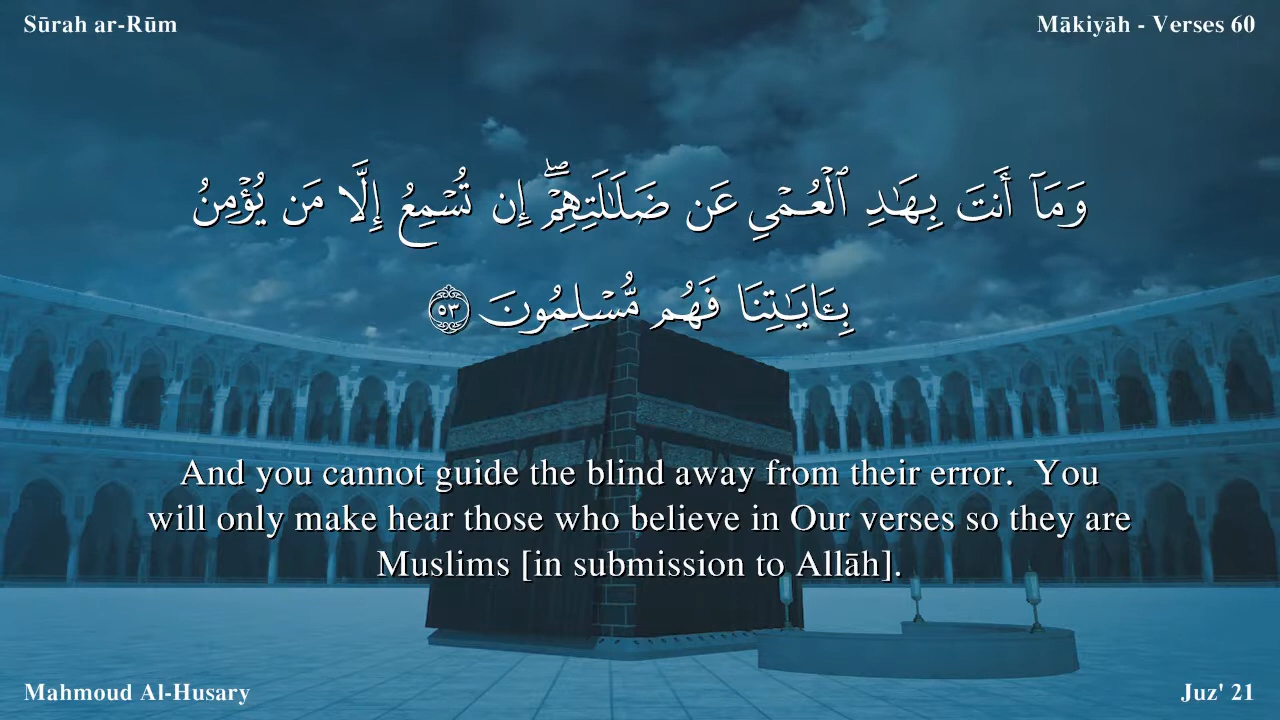 Sūrah ar-Rūm
Mākiyāh - Verses 60
وَمَآ أَنتَ بِهَـٰدِ ٱلْعُمْىِ عَن ضَلَـٰلَتِهِمْ ۖ إِن تُسْمِعُ إِلَّا مَن يُؤْمِنُ
بِـَٔايَـٰتِنَا فَهُم مُّسْلِمُونَ ٥٣
And you cannot guide the blind away from their error.  You
will only make hear those who believe in Our verses so they are
Muslims [in submission to Allāh].
Mahmoud Al-Husary
Juz' 21